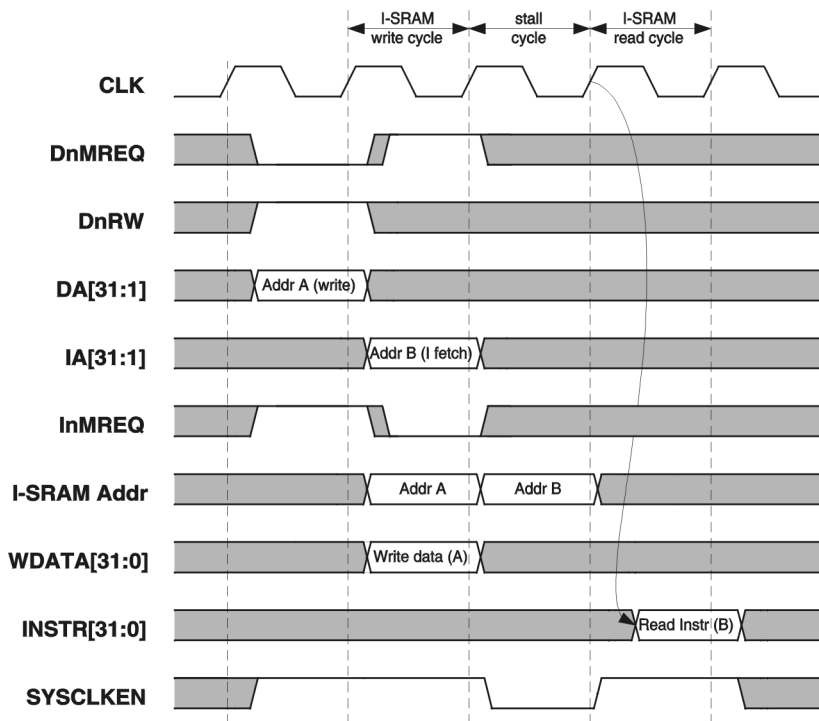 I-SRAM
write cycle
stall
cycle
I-SRAM
read cycle
CLK
DnMREQ
DnRW
DA[31:1]
Addr A (write)
IA[31:1]
Addr B (I fetch)
InMREQ
I-SRAM Addr
Addr A
Addr B
WDATA[31:0]
Write data (A)
INSTR[31:0]
Read Instr (B)
SYSCLKEN